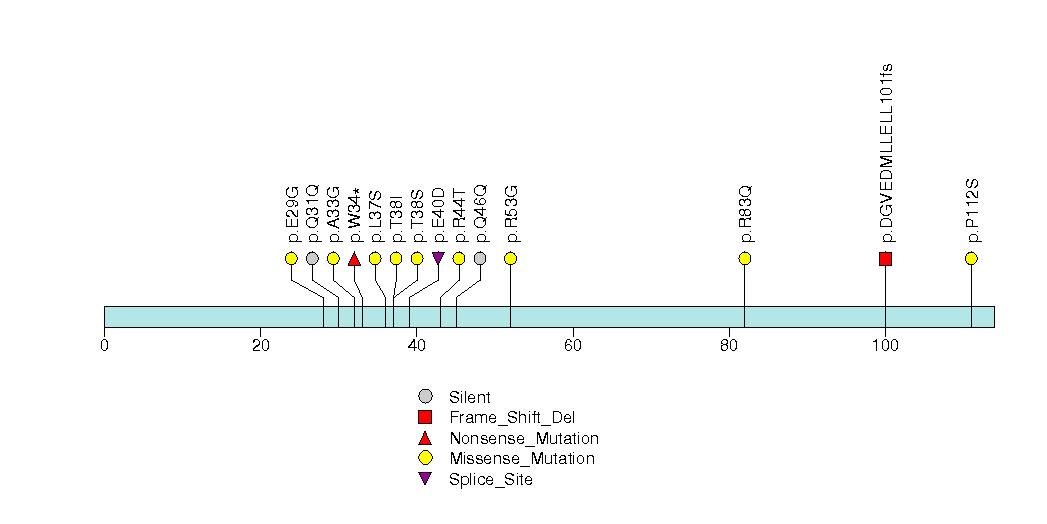 p.E29G
p.Q31Q
p.A33G
p.W34*
p.L37S
p.T38I
p.T38S
p.E40D
p.R44T
p.Q46Q
p.R53G
p.R83Q
p.DGVEDMLLELL101fs
p.P112S
0 20 40 60 80 100
Silent
Frame_Shift_Del
Nonsense_Mutation
Missense_Mutation
Splice_Site